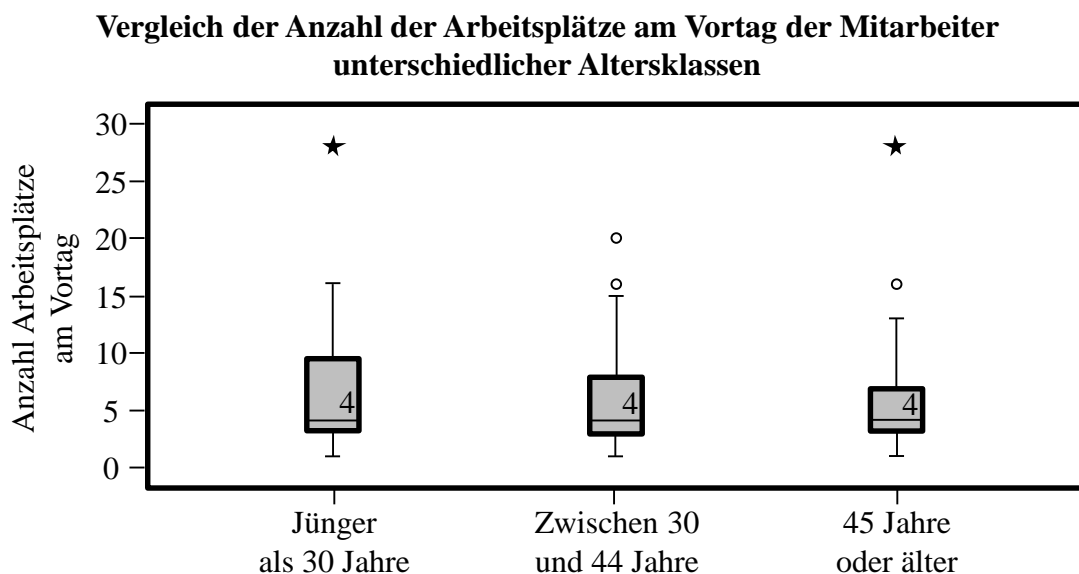 Vergleich der Anzahl der Arbeitsplätze am Vortag der Mitarbeiter
unterschiedlicher Altersklassen
Anzahl Arbeitsplätze
am Vortag
30
25
20
15
10
5
0
4
4
4
Jünger
als 30 Jahre
Zwischen 30
und 44 Jahre
45 Jahre
oder älter